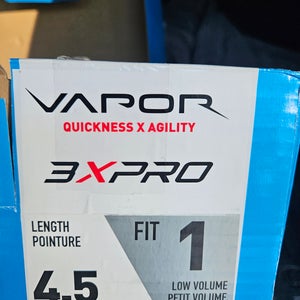 VAPOR
QUICKNESS X AGILITY
3XPRO
LENGTH
POINTURE
4.5
FIT
1
LOW VOLUME
PETIT VOLUME